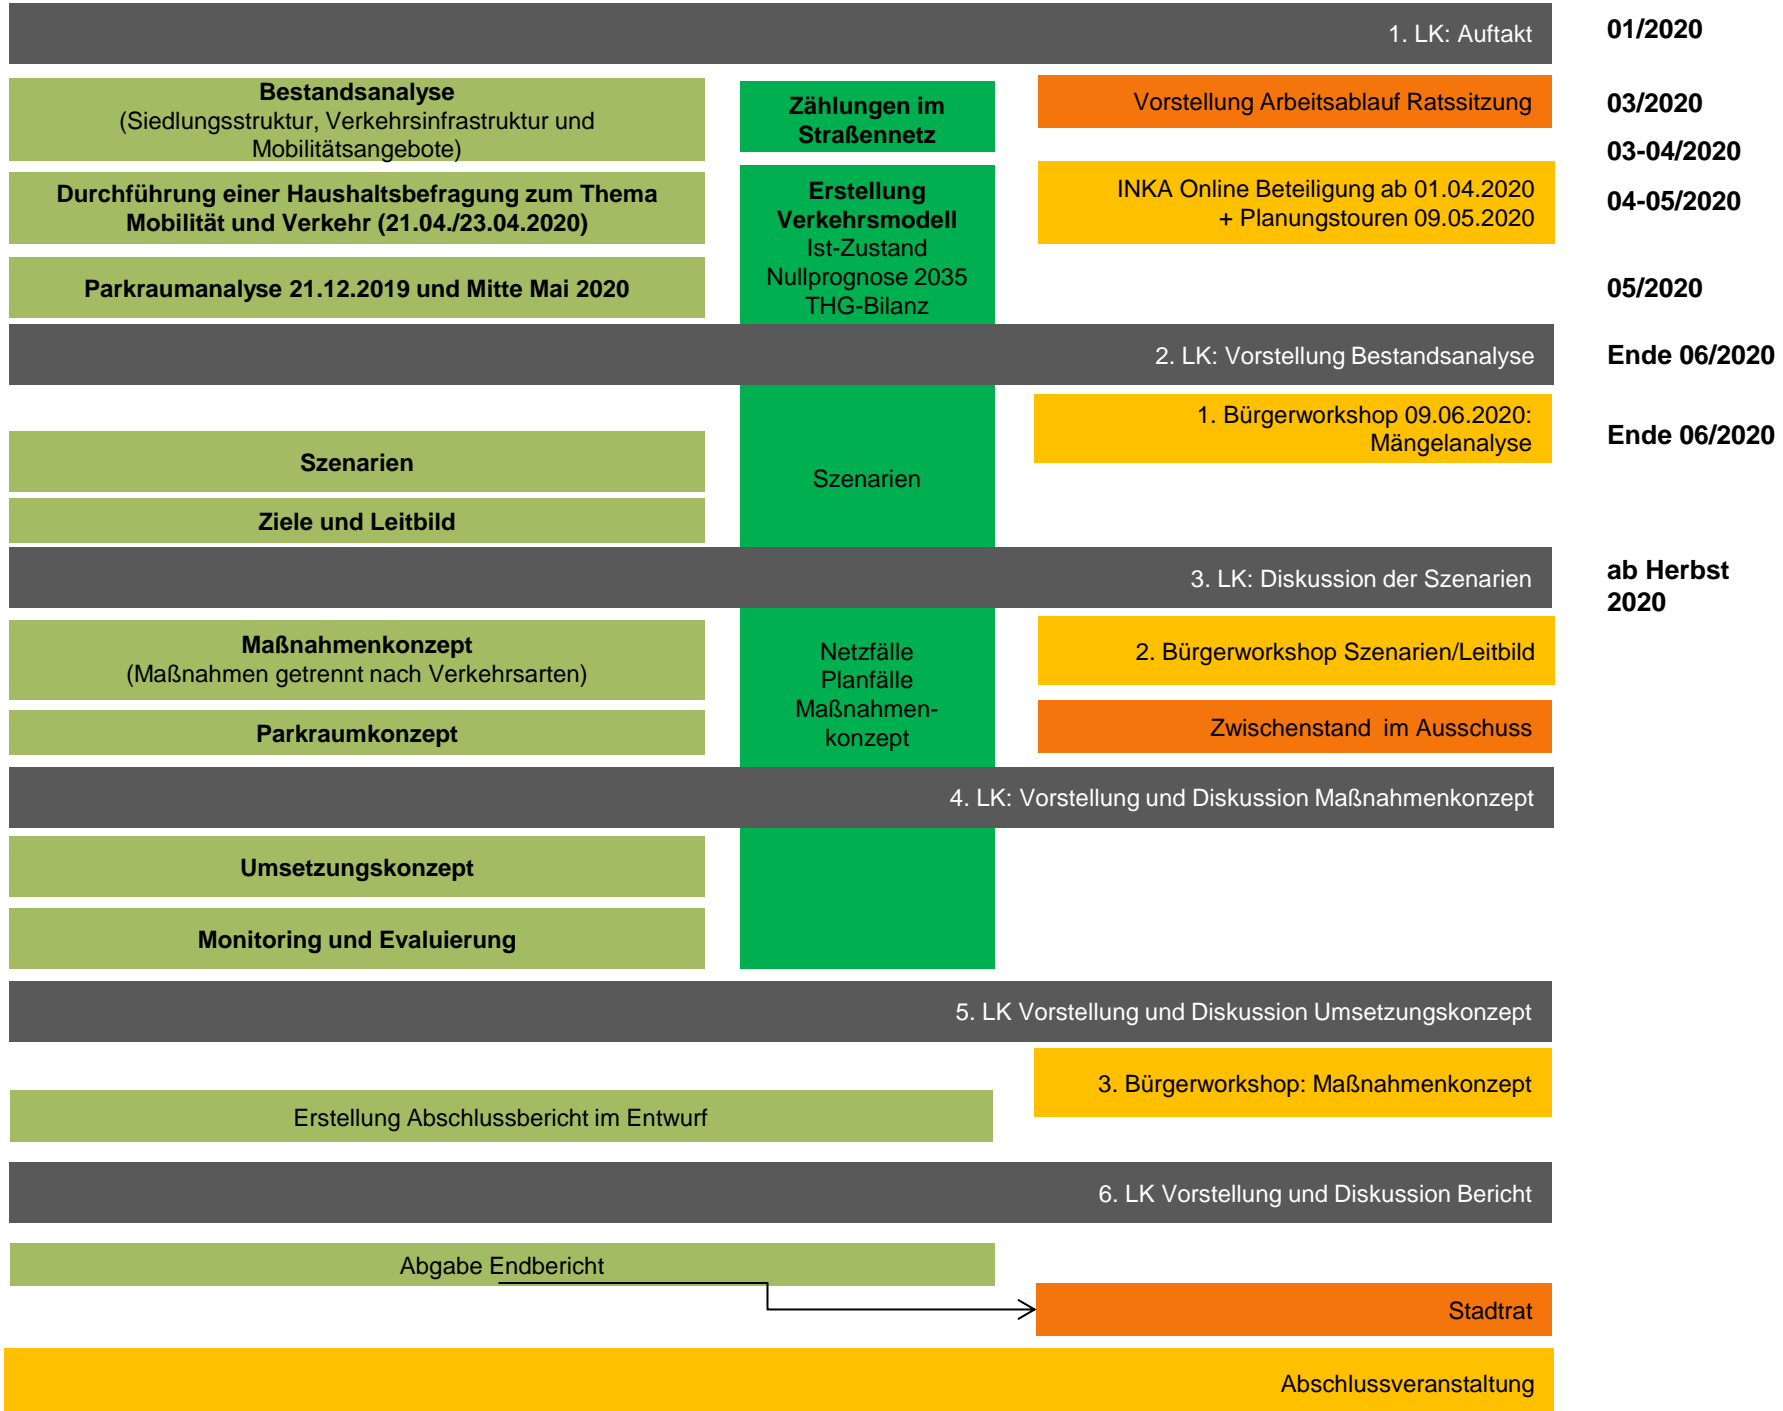 1. LK: Auftakt
01/2020
Bestandsanalyse
(Siedlungsstruktur, Verkehrsinfrastruktur und
Mobilitätsangebote)
Zählungen im
Straßennetz
Vorstellung Arbeitsablauf Ratssitzung
03/2020
03-04/2020
Durchführung einer Haushaltsbefragung zum Thema
Mobilität und Verkehr (21.04./23.04.2020)
Erstellung
Verkehrsmodell
Ist-Zustand
Nullprognose 2035
THG-Bilanz
INKA Online Beteiligung ab 01.04.2020
+ Planungstouren 09.05.2020
04-05/2020
Parkraumanalyse 21.12.2019 und Mitte Mai 2020
05/2020
2. LK: Vorstellung Bestandsanalyse
Ende 06/2020
1. Bürgerworkshop 09.06.2020:
Mängelanalyse
Ende 06/2020
Szenarien
Szenarien
Ziele und Leitbild
3. LK: Diskussion der Szenarien
ab Herbst
2020
Maßnahmenkonzept
(Maßnahmen getrennt nach Verkehrsarten)
Netzfälle
Planfälle
Maßnahmen-
konzept
2. Bürgerworkshop Szenarien/Leitbild
Parkraumkonzept
Zwischenstand im Ausschuss
4. LK: Vorstellung und Diskussion Maßnahmenkonzept
Umsetzungskonzept
Monitoring und Evaluierung
5. LK Vorstellung und Diskussion Umsetzungskonzept
3. Bürgerworkshop: Maßnahmenkonzept
Erstellung Abschlussbericht im Entwurf
6. LK Vorstellung und Diskussion Bericht
Abgabe Endbericht
Stadtrat
Abschlussveranstaltung